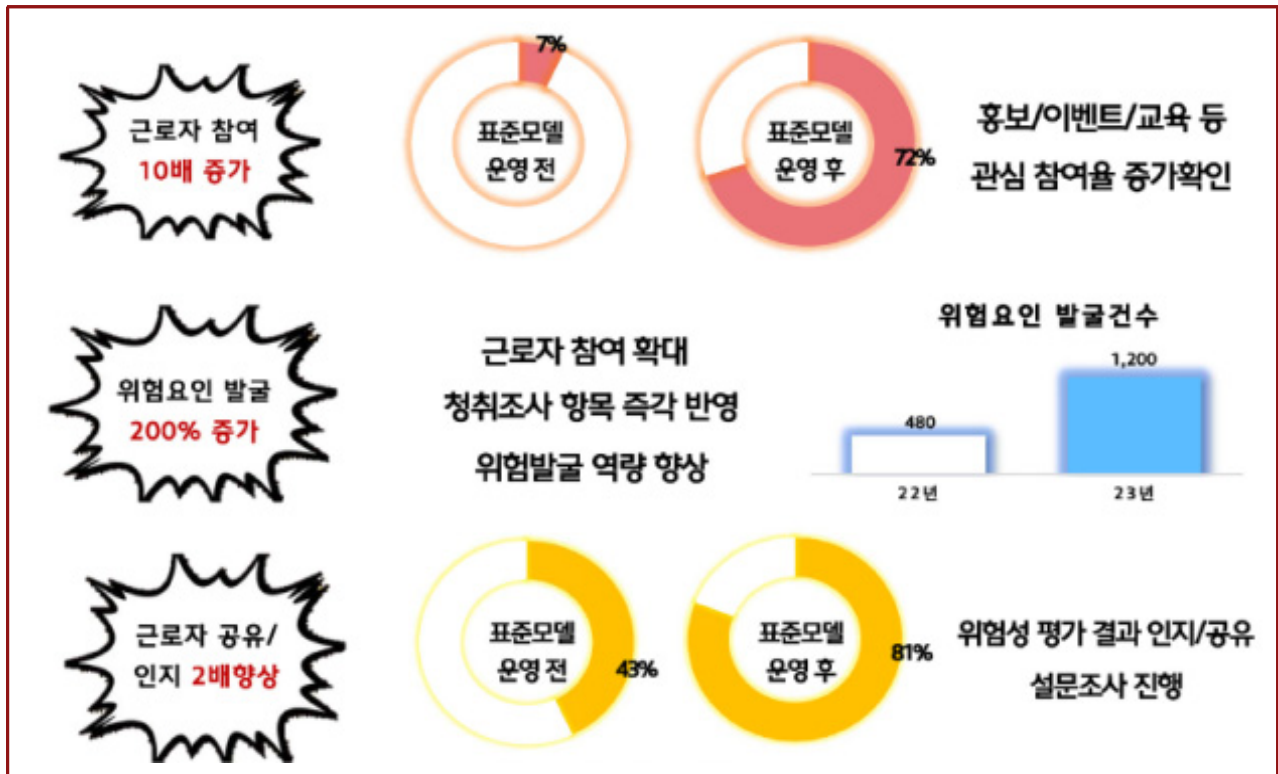 근로자 참여
10배 증가
7%
표준모델
운영 전
표준모델
운영 후
72%
홍보/이벤트/교육 등
관심 참여율 증가확인
위험요인 발굴
200% 증가
근로자 참여 확대
청취조사 항목 즉각 반영
위험발굴 역량 향상
위험요인 발굴건수
480
1,200
22년
23년
근로자 공유/
인지 2배향상
표준모델
운영 전
43%
표준모델
운영 후
81%
위험성 평가 결과 인지/공유
설문조사 진행